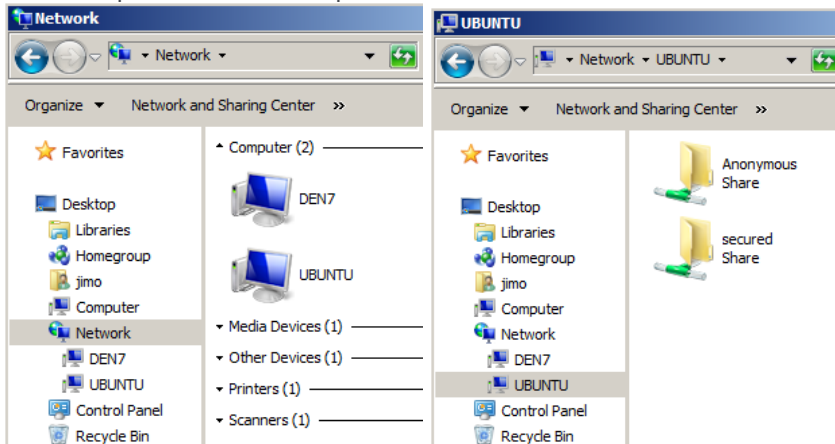 Network
Network
Organize Network and Sharing Center »
Favorites
Desktop
Libraries
Homegroup
jimo
Computer
Network
DEN7
UBUNTU
Control Panel
Recycle Bin
Computer (2)
DEN7
UBUNTU
Media Devices (1)
Other Devices (1)
Printers (1)
Scanners (1)
UBUNTU
Network UBUNTU
Organize Network and Sharing Center »
Favorites
Desktop
Libraries
Homegroup
jimo
Computer
Network
DEN7
UBUNTU
Control Panel
Recycle Bin
Anonymous
Share
secured
Share